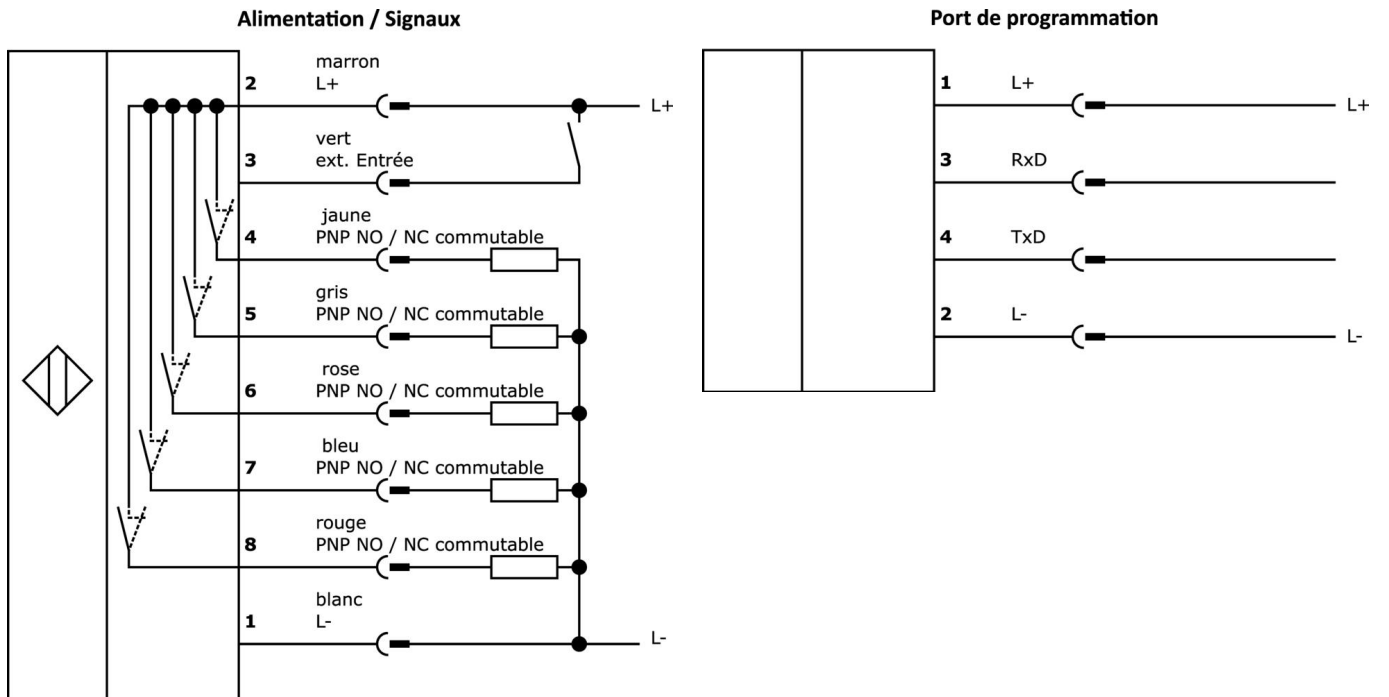 Alimentation / Signaux
marron
2 L+
L+
vert
3 ext. Entrée
jaune
4 PNP NO / NC commutable
gris
5 PNP NO / NC commutable
rose
6 PNP NO / NC commutable
bleu
7 PNP NO / NC commutable
rouge
8 PNP NO / NC commutable
blanc
1 L-
L-
Port de programmation
1 L+
L+
3 RxD
4 TxD
2 L-
L-